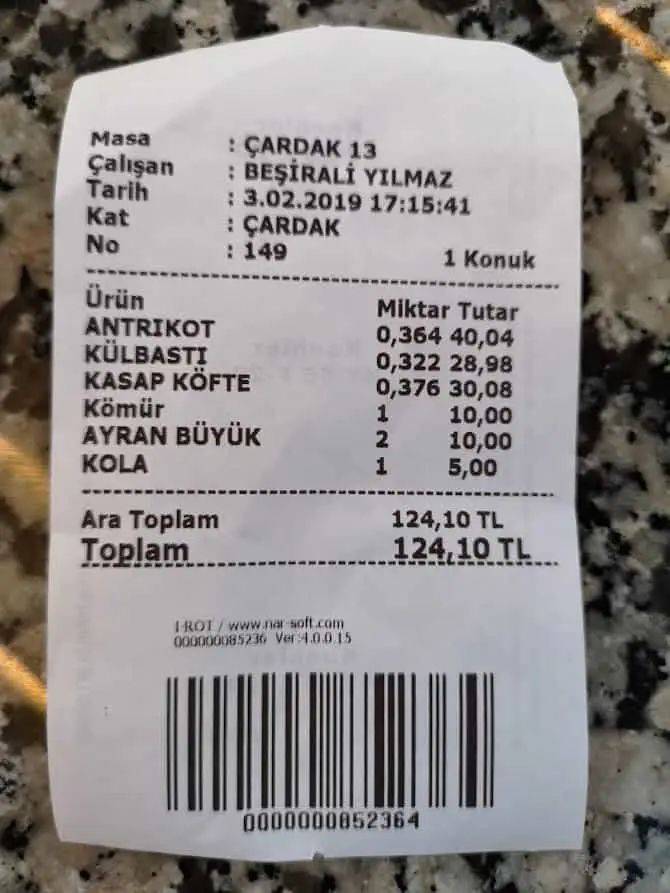 Masa : ÇARDAK 13
Çalışan : BEŞİRALİ YILMAZ
Tarih : 3.02.2019 17:15:41
Kat : ÇARDAK
No : 149 1 Konuk
Ürün Miktar Tutar
ANTRIKOT 0,364 40,04
KÜLBASTI 0,322 28,98
KASAP KÖFTE 0,376 30,08
Kömür 1 10,00
AYRAN BÜYÜK 2 10,00
KOLA 1 5,00
Ara Toplam 124,10 TL
Toplam 124,10 TL
/ www.nar-soft.com
000000085236 Ver:4.0.0.15
0000000852364